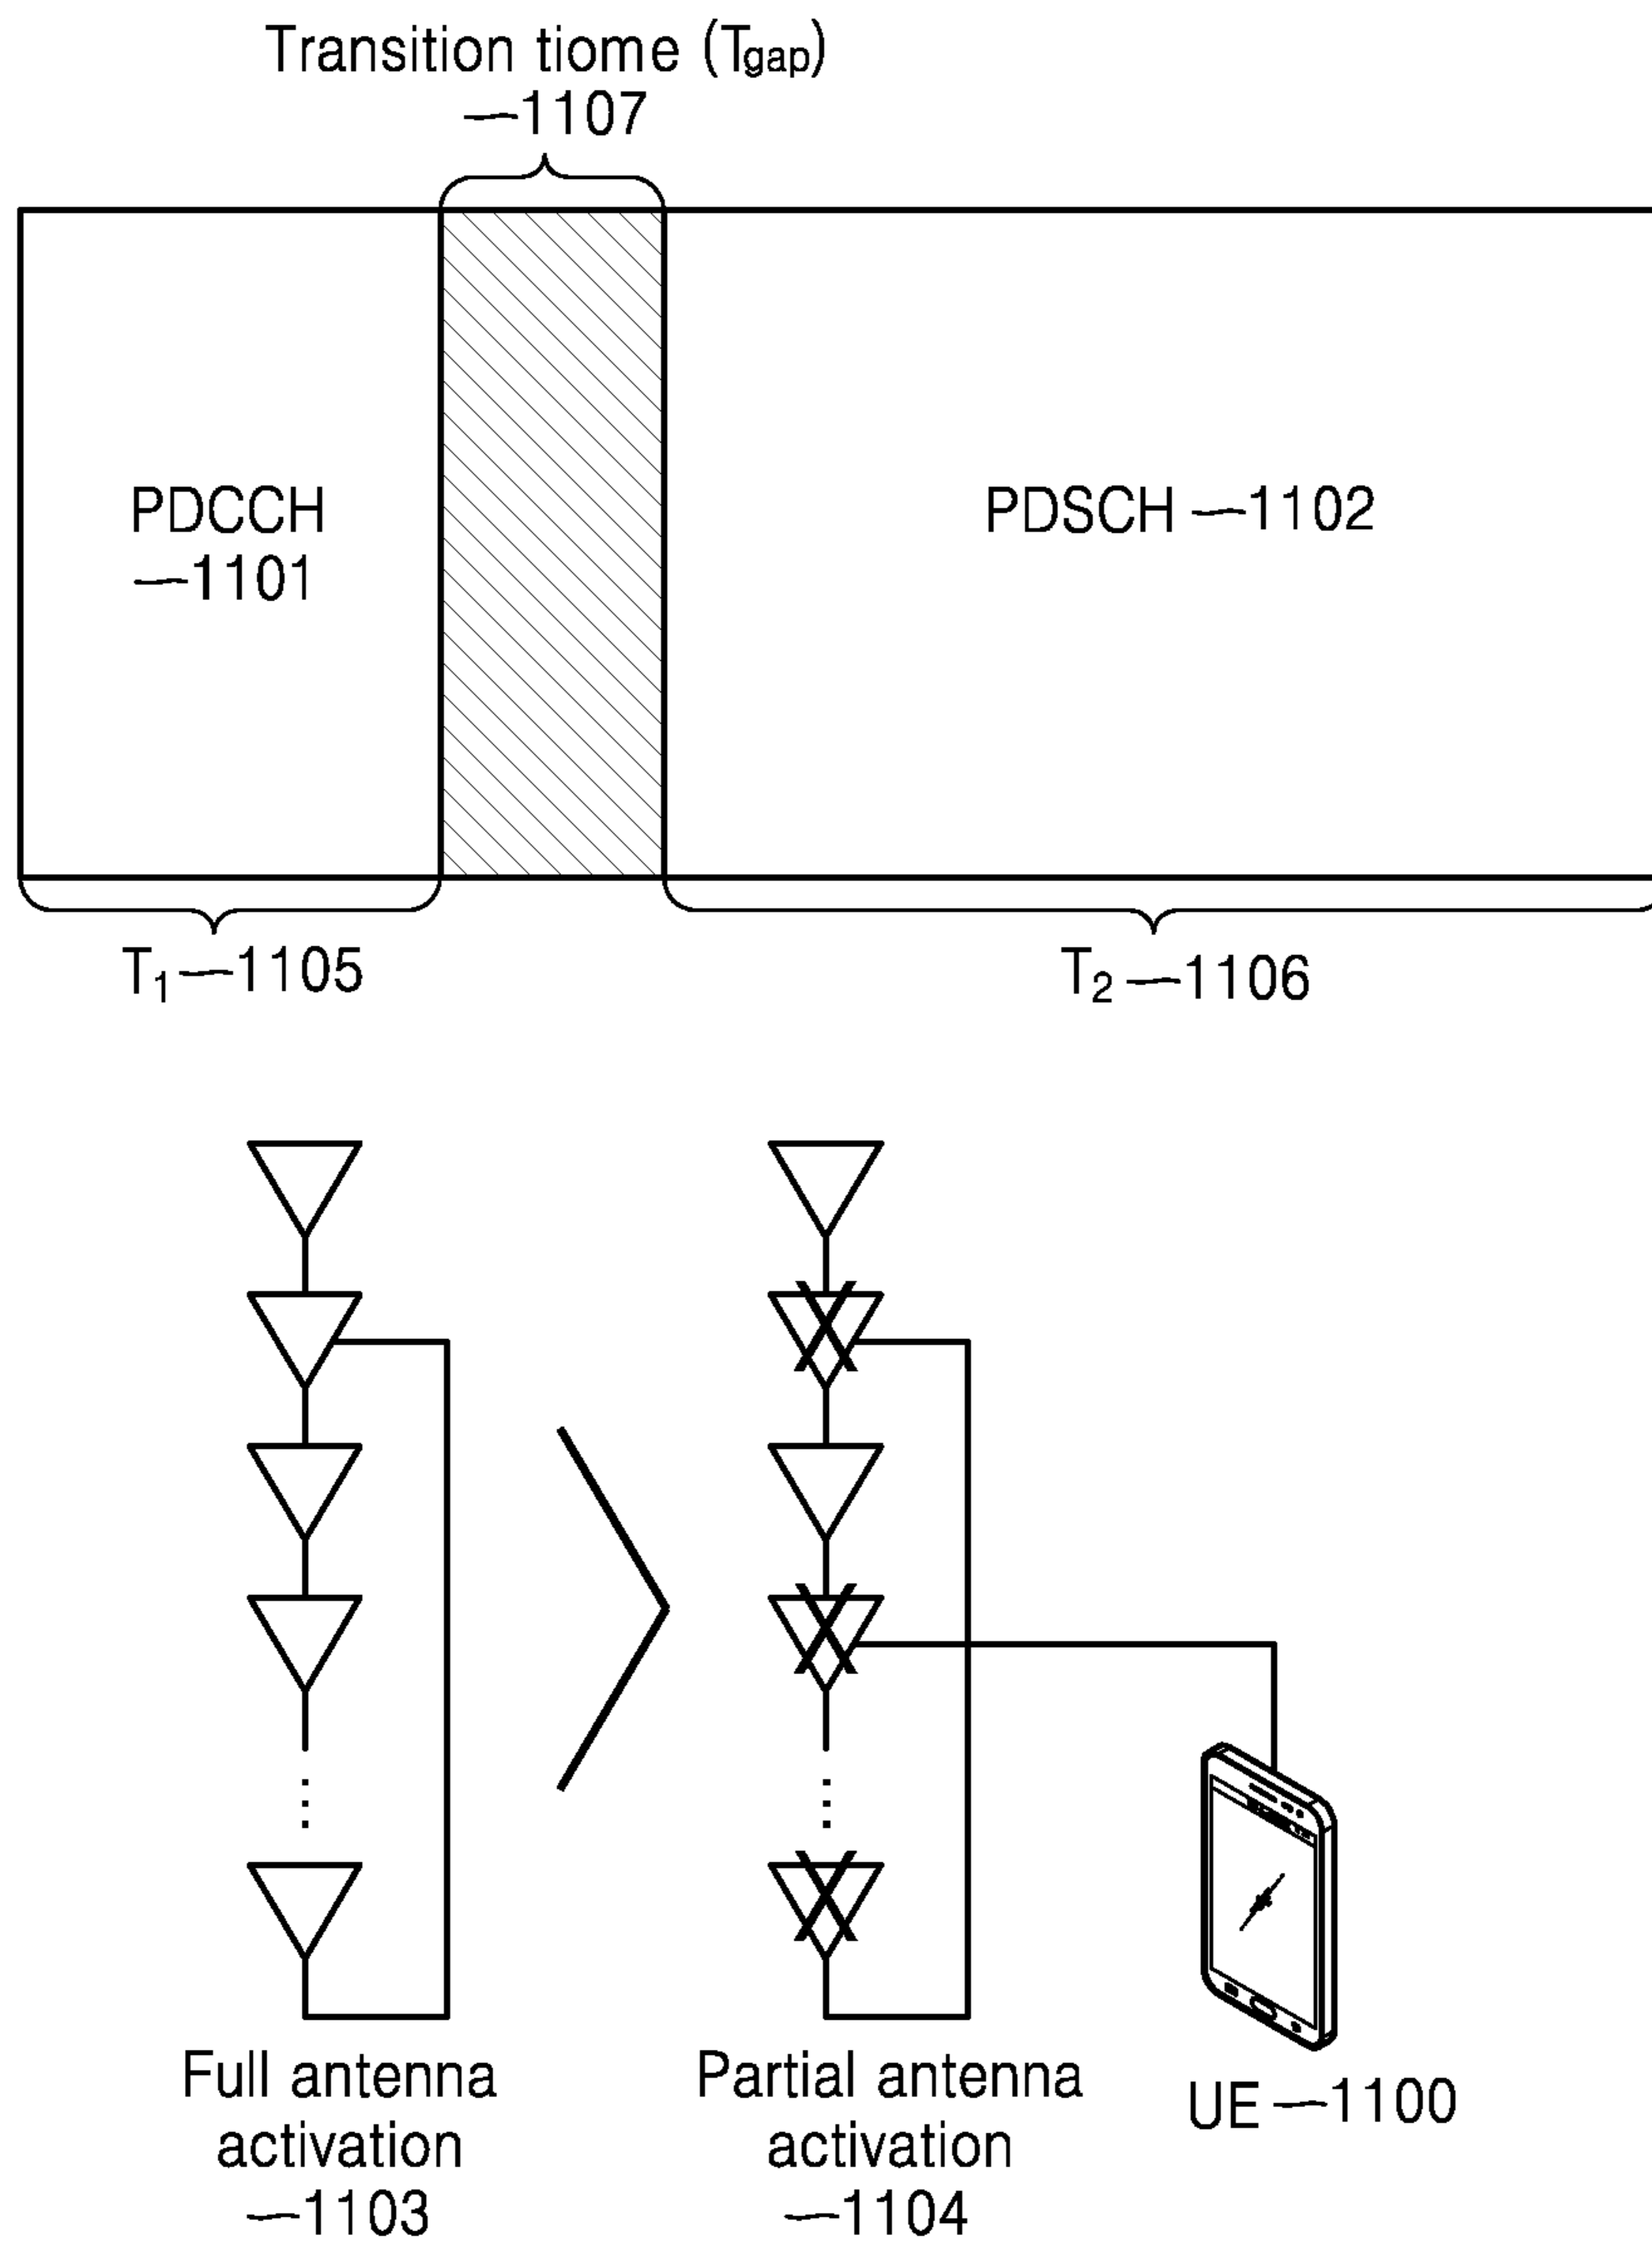 Transition tiome (Tgap)
1107
PDCCH
1101
PDSCH 1102
T1 1105
T2 1106
Full antenna
activation
1103
Partial antenna
activation
1104
UE 1100